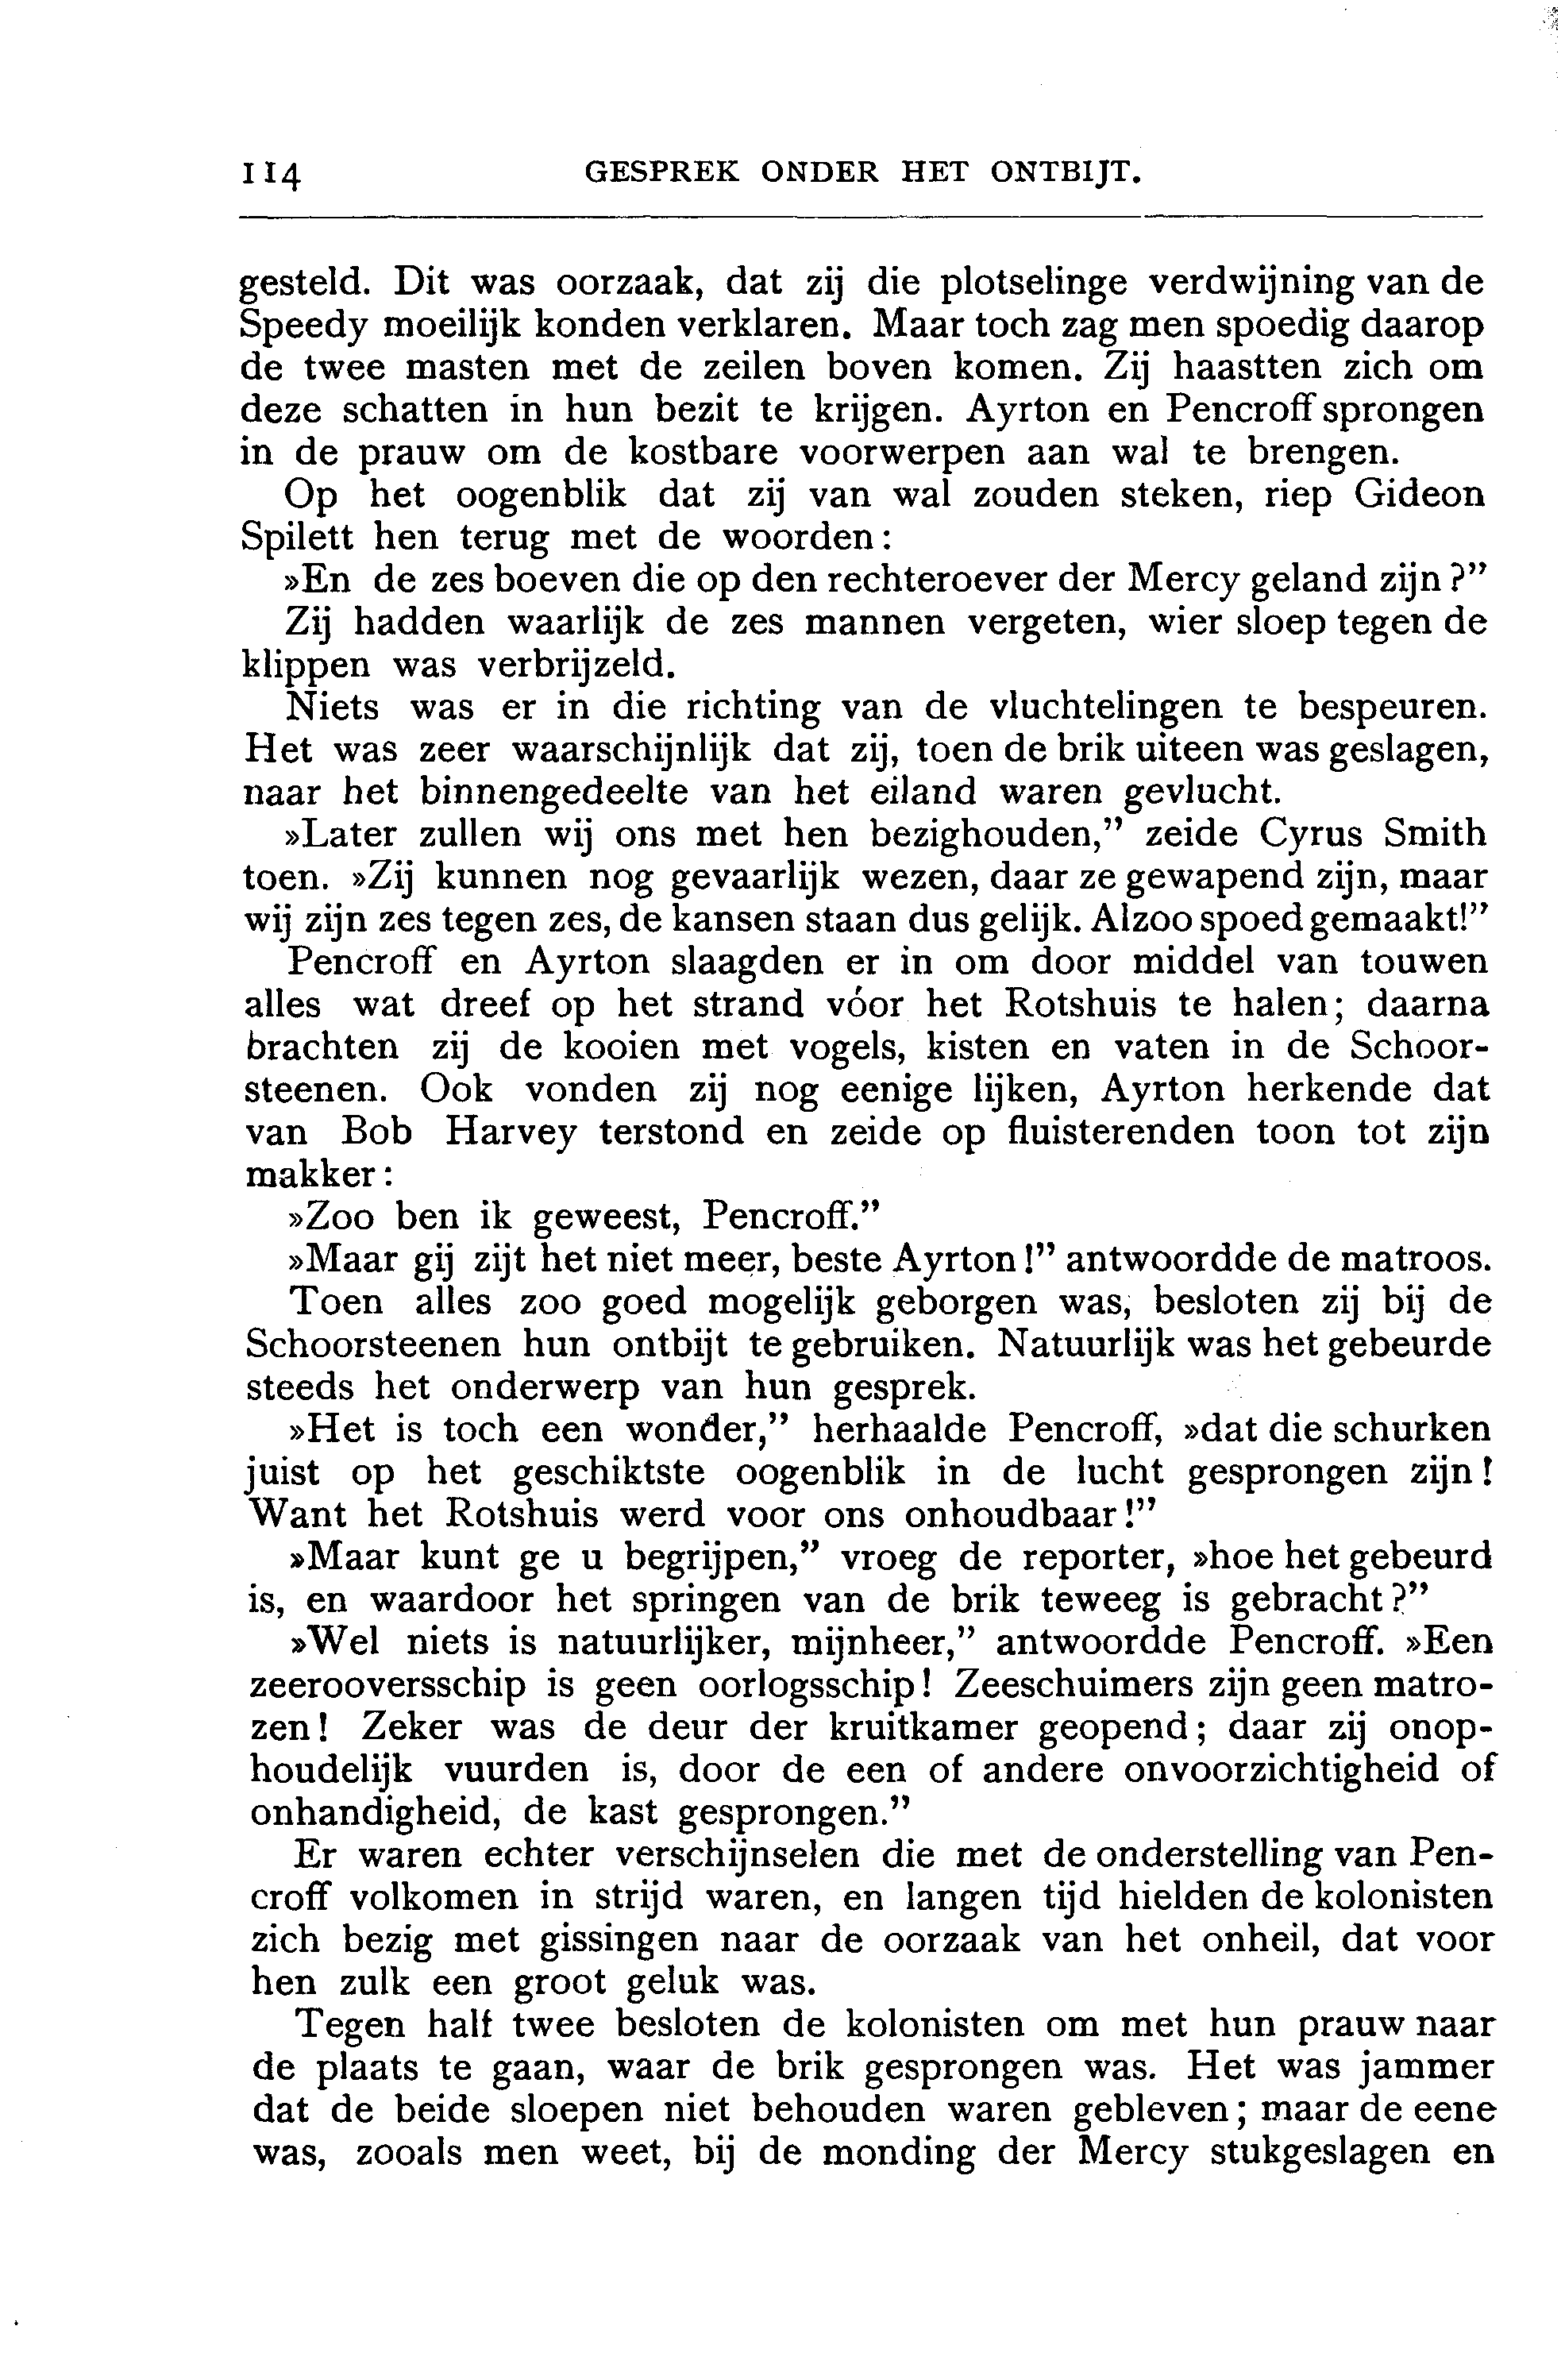 114 GESPREK ONDER HET ONTBIJT.
gesteld. Dit was oorzaak, dat zij die plotselinge verdwijning van de
Speedy moeilijk konden verklaren. Maar toch zag men spoedig daarop
de twee masten met de zeilen boven komen. Zij haastten zich om
deze schatten in hun bezit te krijgen. Ayrton en Pencroff sprongen
in de prauw om de kostbare voorwerpen aan wal te brengen.
Op het oogenblik dat zij van wal zouden steken, riep Gideon
Spilett hen terug met de woorden:
»En de zes boeven die op den rechteroever der Mercy geland zijn?”
Zij hadden waarlijk de zes mannen vergeten, wier sloep tegen de
klippen was verbrijzeld.
Niets was er in die richting van de vluchtelingen te bespeuren.
Het was zeer waarschijnlijk dat zij, toen de brik uiteen was geslagen,
naar het binnengedeelte van het eiland waren gevlucht.
»Later zullen wij ons met hen bezighouden,” zeide Cyrus Smith
toen. »Zij kunnen nog gevaarlijk wezen, daar ze gewapend zijn, maar
wij zijn zes tegen zes, de kansen staan dus gelijk. Alzoo spoed gemaakt!”
Pencroff en Ayrton slaagden er in om door middel van touwen
alles wat dreef op het strand vóor het Rotshuis te halen; daarna
brachten zij de kooien met vogels, kisten en vaten in de Schoor-
steenen. Ook vonden zij nog eenige lijken, Ayrton herkende dat
van Bob Harvey terstond en zeide op fluisterenden toon tot zijn
makker:
»Zoo ben ik geweest, Pencroff.”
»Maar gij zijt het niet meer, beste Ayrton!” antwoordde de matroos.
Toen alles zoo goed mogelijk geborgen was, besloten zij bij de
Schoorsteenen hun ontbijt te gebruiken. Natuurlijk was het gebeurde
steeds het onderwerp van hun gesprek.
»Het is toch een wonder,” herhaalde Pencroff, »dat die schurken
juist op het geschiktste oogenblik in de lucht gesprongen zijn!
Want het Rotshuis werd voor ons onhoudbaar!”
»Maar kunt ge u begrijpen,” vroeg de reporter, »hoe het gebeurd
is, en waardoor het springen van de brik teweeg is gebracht?”
»Wel niets is natuurlijker, mijnheer,” antwoordde Pencroff. »Een
zeerooversschip is geen oorlogsschip! Zeeschuimers zijn geen matro-
zen! Zeker was de deur der kruitkamer geopend; daar zij onop-
houdelijk vuurden is, door de een of andere onvoorzichtigheid of
onhandigheid, de kast gesprongen.”
Er waren echter verschijnselen die met de onderstelling van Pen-
croff volkomen in strijd waren, en langen tijd hielden de kolonisten
zich bezig met gissingen naar de oorzaak van het onheil, dat voor
hen zulk een groot geluk was.
Tegen half twee besloten de kolonisten om met hun prauw naar
de plaats te gaan, waar de brik gesprongen was. Het was jammer
dat de beide sloepen niet behouden waren gebleven; maar de eene
was, zooals men weet, bij de monding der Mercy stukgeslagen en